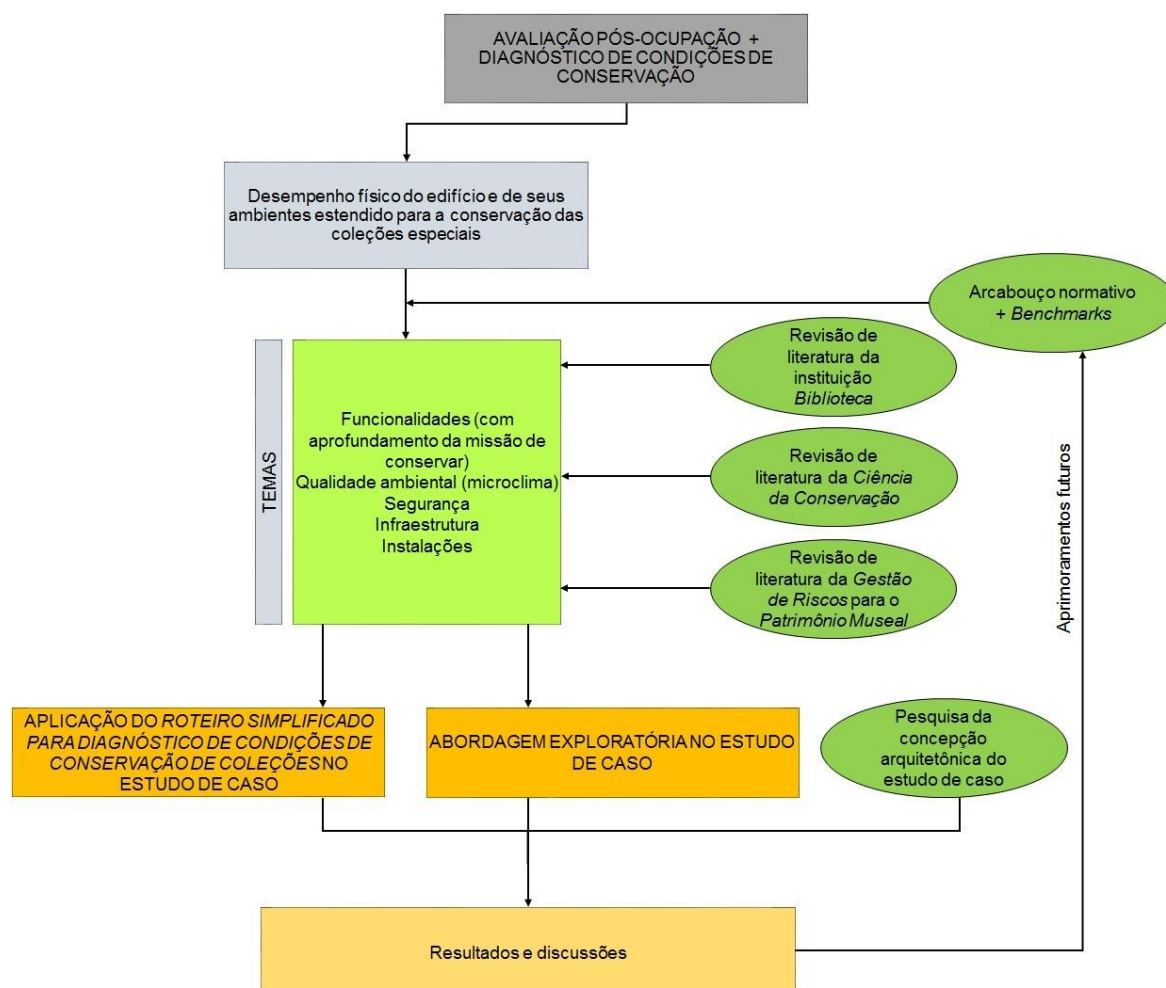 AVALIAÇÃO PÓS-OCUPAÇÃO +
DIAGNÓSTICO DE CONDIÇÕES DE
CONSERVAÇÃO
Desempenho físico do edifício e de seus
ambientes estendido para a conservação das
coleções especiais
Arcabouço normativo
+ Benchmarks
TEMAS
Funcionalidades (com
aprofundamento da missão de
conservar)
Qualidade ambiental (microclima)
Segurança
Infraestrutura
Instalações
Revisão de
literatura da
instituição
Biblioteca
Revisão de
literatura da Ciência
da Conservação
Revisão de
literatura da Gestão
de Riscos para o
Patrimônio Museal
Aprimoramentos futuros
APLICAÇÃO DO ROTEIRO SIMPLIFICADO
PARA DIAGNÓSTICO DE CONDIÇÕES DE
CONSERVAÇÃO DE COLEÇÕES NO
ESTUDO DE CASO
ABORDAGEM EXPLORATÓRIA NO ESTUDO
DE CASO
Pesquisa da
concepção
arquitetônica do
estudo de caso
Resultados e discussões